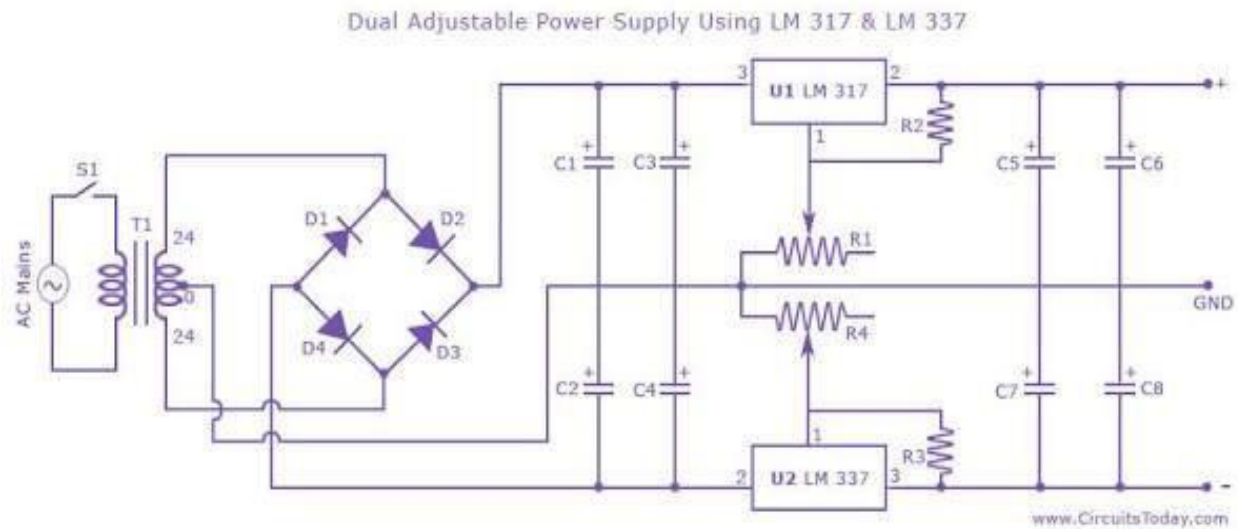 Dual Adjustable Power Supply Using LM 317 & LM 337
3
U1 LM 317
2
1
R2
C1
+
C3
+
C5
+
C6
+
+
S1
T1
24
D1
D2
R1
AC Mains
0
GND
24
D4
D3
R4
C2
+
C4
+
C7
+
C8
+
1
R3
2
U2 LM 337
3
-
www.CircuitsToday.com